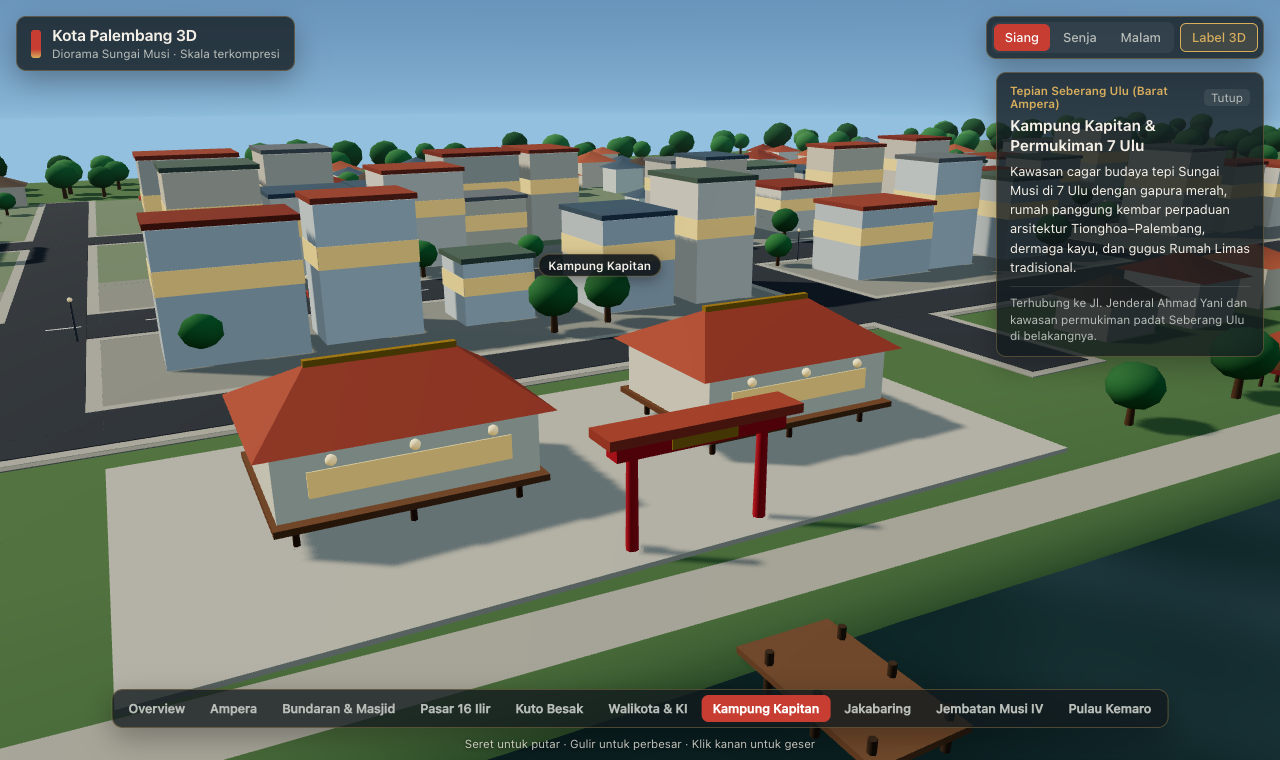 Kota Palembang 3D
Diorama Sungai Musi · Skala terkompresi
Siang Senja Malam Label 3D
Tepian Seberang Ulu (Barat
Ampera)
Tutup
Kampung Kapitan &
Permukiman 7 Ulu
Kawasan cagar budaya tepi Sungai
Musi di 7 Ulu dengan gapura merah,
rumah panggung kembar perpaduan
arsitektur Tionghoa–Palembang,
dermaga kayu, dan gugus Rumah Limas
tradisional.
Terhubung ke Jl. Jenderal Ahmad Yani dan
kawasan permukiman padat Seberang Ulu
di belakangnya.
Kampung Kapitan
Overview Ampera Bundaran & Masjid Pasar 16 Ilir Kuto Besak Walikota & KI Kampung Kapitan Jakabaring Jembatan Musi IV Pulau Kemaro
Seret untuk putar · Gulir untuk perbesar · Klik kanan untuk geser